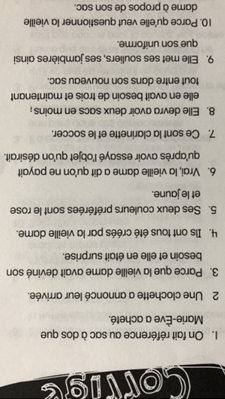 Corrigé
1. On fait référence au sac à dos que
Marie-Ève a acheté.
2 Une clochette a annoncé leur arrivée.
3. Parce que la vieille dame avait deviné son
besoin et elle en était surprise.
4. Ils ont tous été créés par la vieille dame.
5. Ses deux couleurs préférées sont le rose
et le jaune.
6. Vrai, la vieille dame a dit qu'on ne payait
qu'après avoir essayé l'objet qu'on désirait.
7. Ce sont la clarinette et le soccer.
8. Elle devra avoir deux sacs en moins;
elle en avait besoin de trois et maintenant
tout entre dans son nouveau sac.
9. Elle met ses souliers, ses jambières ainsi
que son uniforme.
10. Parce qu'elle veut questionner la vieille
dame à propos de son sac.